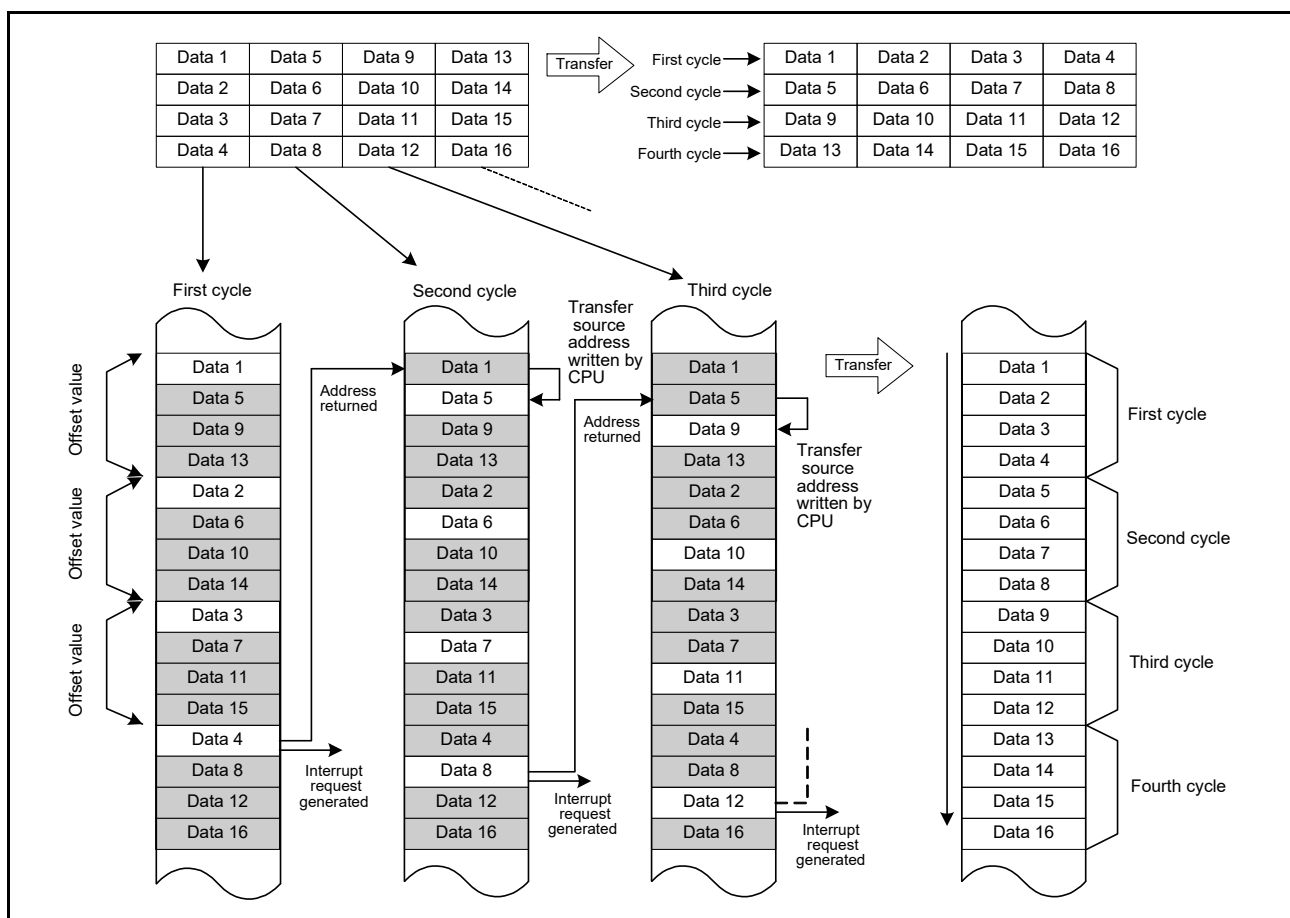 Data 1 Data 5 Data 9 Data 13
Data 2 Data 6 Data 10 Data 14
Data 3 Data 7 Data 11 Data 15
Data 4 Data 8 Data 12 Data 16
Transfer
First cycle Data 1 Data 2 Data 3 Data 4
Second cycle Data 5 Data 6 Data 7 Data 8
Third cycle Data 9 Data 10 Data 11 Data 12
Fourth cycle Data 13 Data 14 Data 15 Data 16
First cycle
Offset value
Offset value
Offset value
Data 1
Data 5
Data 9
Data 13
Data 2
Data 6
Data 10
Data 14
Data 3
Data 7
Data 11
Data 15
Data 4
Data 8
Data 12
Data 16
Address
returned
Interrupt
request
generated
Second cycle
Data 1
Data 5
Data 9
Data 13
Data 2
Data 6
Data 10
Data 14
Data 3
Data 7
Data 11
Data 15
Data 4
Data 8
Data 12
Data 16
Transfer
source
address
written by
CPU
Address
returned
Interrupt
request
generated
Third cycle
Data 1
Data 5
Data 9
Data 13
Data 2
Data 6
Data 10
Data 14
Data 3
Data 7
Data 11
Data 15
Data 4
Data 8
Data 12
Data 16
Transfer
source
address
written by
CPU
Interrupt
request
generated
Transfer
Data 1
Data 2
Data 3
Data 4
Data 5
Data 6
Data 7
Data 8
Data 9
Data 10
Data 11
Data 12
Data 13
Data 14
Data 15
Data 16
First cycle
Second cycle
Third cycle
Fourth cycle